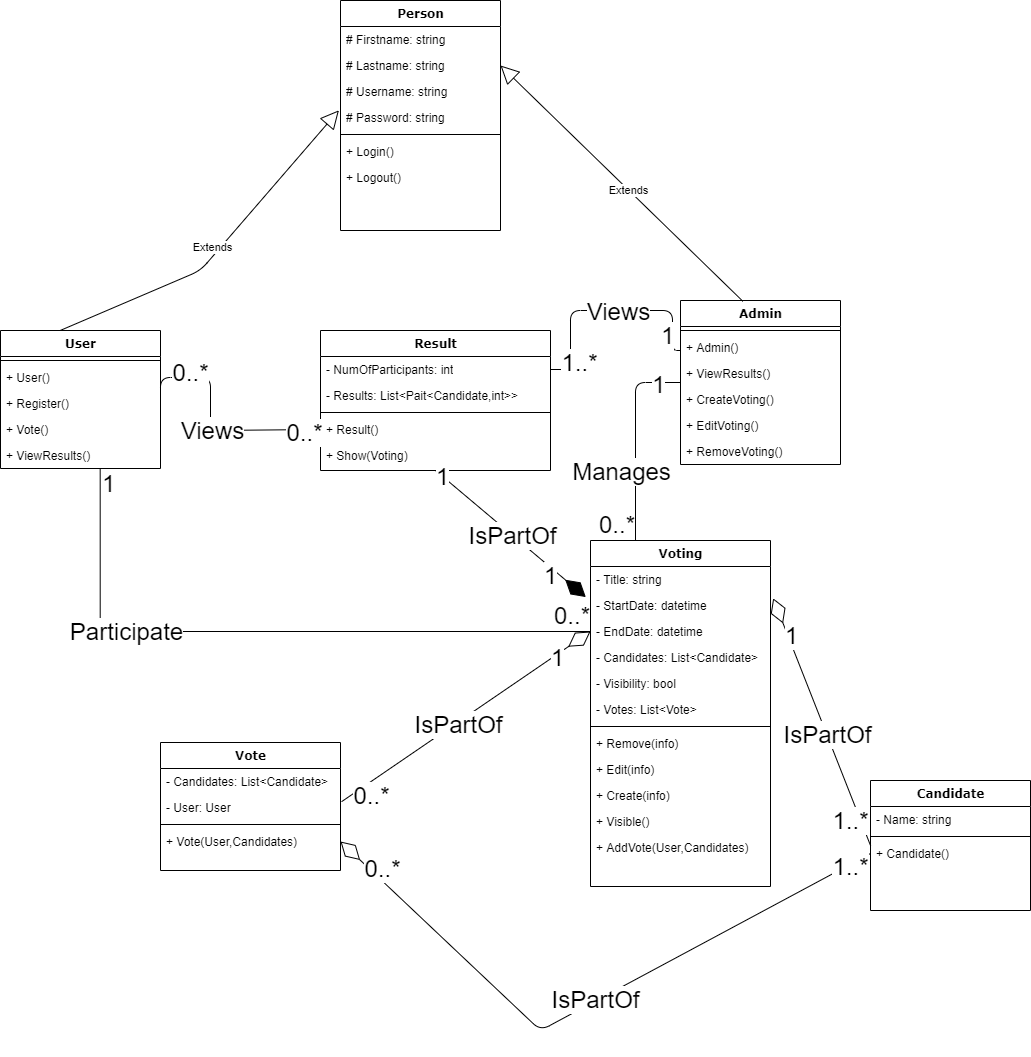 Person
# Firstname: string
# Lastname: string
# Username: string
# Password: string
+ Login()
+ Logout()
Extends
Extends
User
+ User()
+ Register()
+ Vote()
+ ViewResults()
0..*
Views
0..*
Result
- NumOfParticipants: int
- Results: List<Pait<Candidate,int>>
+ Result()
+ Show(Voting)
Views
1
1..*
Admin
+ Admin()
+ ViewResults()
+ CreateVoting()
+ EditVoting()
+ RemoveVoting()
1
Manages
0..*
1
IsPartOf
1
1
Participate
0..*
Voting
- Title: string
- StartDate: datetime
- EndDate: datetime
- Candidates: List<Candidate>
- Visibility: bool
- Votes: List<Vote>
+ Remove(info)
+ Edit(info)
+ Create(info)
+ Visible()
+ AddVote(User,Candidates)
1
IsPartOf
0..*
1
IsPartOf
1..*
Vote
- Candidates: List<Candidate>
- User: User
+ Vote(User,Candidates)
Candidate
- Name: string
+ Candidate()
0..*
1..*
IsPartOf